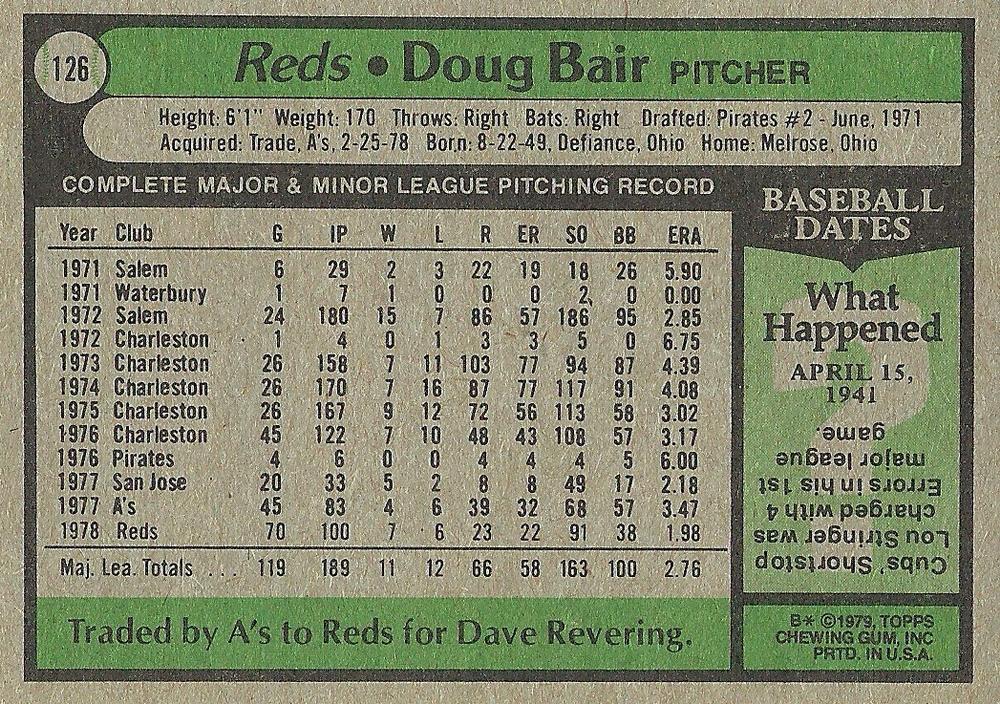 126
Reds • Doug Bair PITCHER
Height: 6'1" Weight: 170 Throws: Right Bats: Right Drafted: Pirates #2 - June, 1971
Acquired: Trade, A's, 2-25-78 Born: 8-22-49, Defiance, Ohio Home: Melrose, Ohio
COMPLETE MAJOR & MINOR LEAGUE PITCHING RECORD
Year Club G IP W L R ER SO BB ERA
1971 Salem 6 29 2 3 22 19 18 26 5.90
1971 Waterbury 1 7 1 0 0 0 2 0 0.00
1972 Salem 24 180 15 7 86 57 186 95 2.85
1972 Charleston 1 4 0 1 3 3 5 0 6.75
1973 Charleston 26 158 7 11 103 77 94 87 4.39
1974 Charleston 26 170 7 16 87 77 117 91 4.08
1975 Charleston 26 167 9 12 72 56 113 58 3.02
1976 Charleston 45 122 7 10 48 43 108 57 3.17
1976 Pirates 4 6 0 0 4 4 4 5 6.00
1977 San Jose 20 33 5 2 8 8 49 17 2.18
1977 A's 45 83 4 6 39 32 68 57 3.47
1978 Reds 70 100 7 6 23 22 91 38 1.98
Maj. Lea. Totals . . . 119 189 11 12 66 58 163 100 2.76
Traded by A's to Reds for Dave Revering.
BASEBALL
DATES
What
Happened
APRIL 15,
1941
Cubs' Shortstop
Lou Stringer was
charged with 4
Errors in his 1st
major league
game.
B* ©1979, TOPPS
CHEWING GUM, INC
PRTD. IN U.S.A.